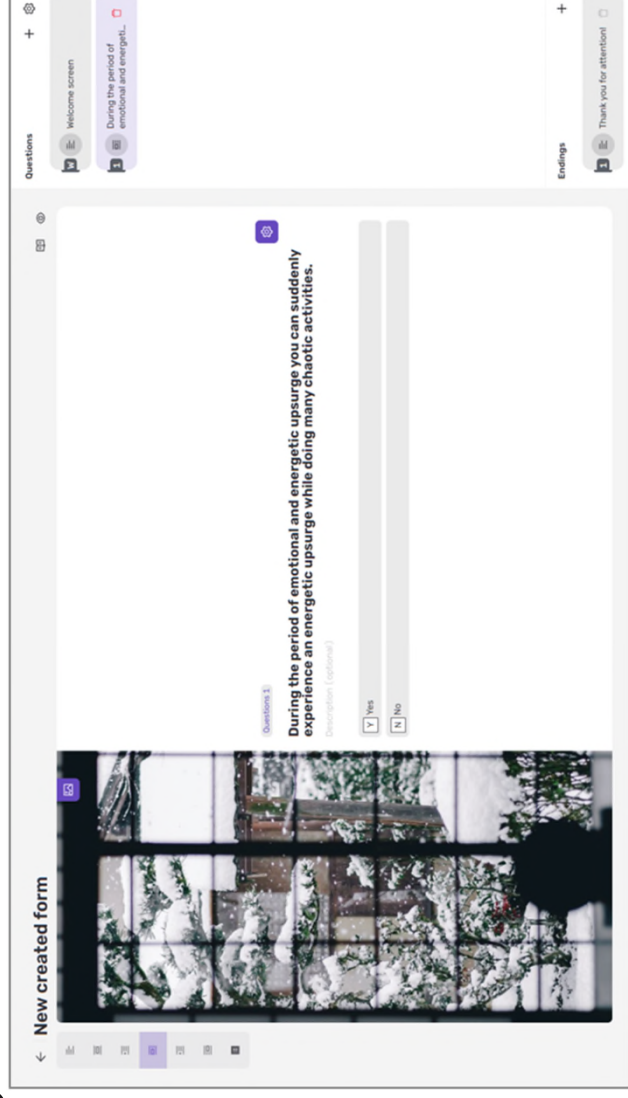 New created form
Questions 1
During the period of emotional and energetic upsurge you can suddenly
experience an energetic upsurge while doing many chaotic activities.
Description (optional)
Y Yes
N No
Questions
W Welcome screen
1 During the period of
emotional and energeti...
Endings
1 Thank you for attention!